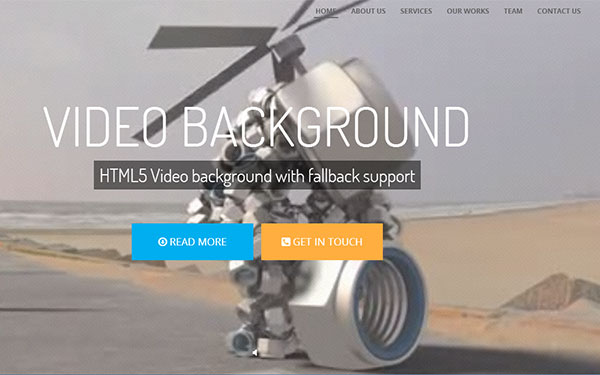 HOME ABOUT US SERVICES OUR WORKS TEAM CONTACT US
VIDEO BACKGROUND
HTML5 Video background with fallback support
READ MORE GET IN TOUCH